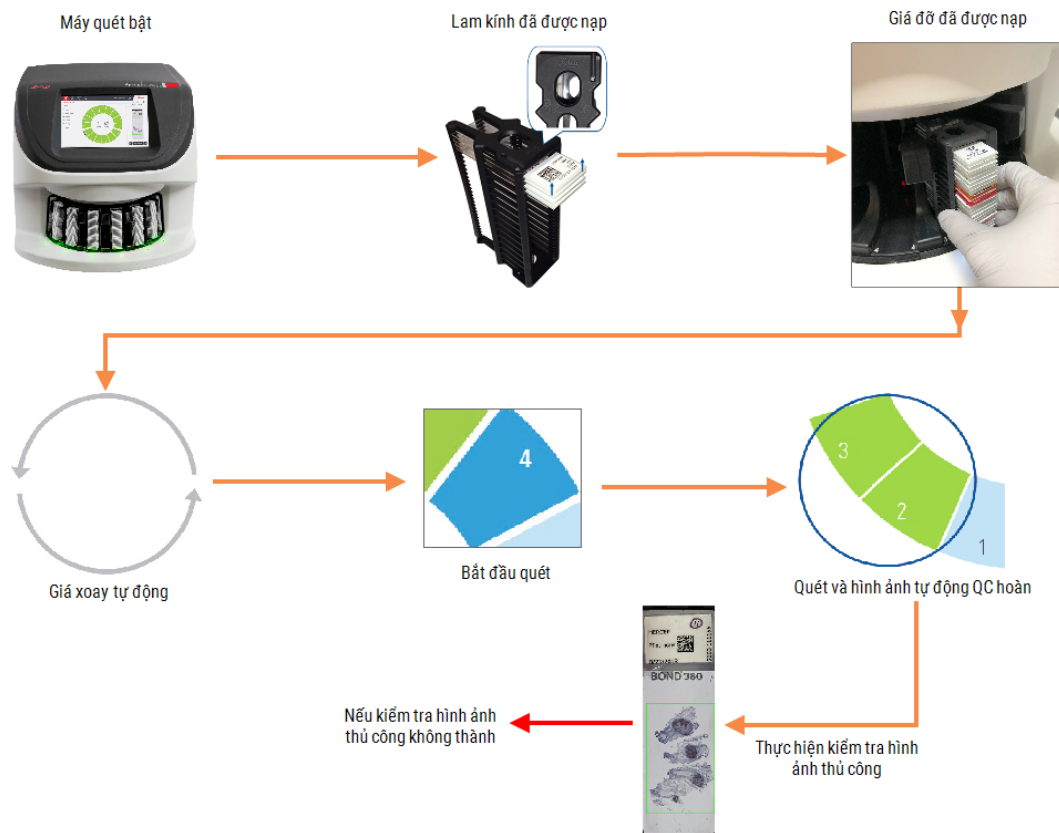 Máy quét bật
Lam kính đã được nạp
Giá đỡ đã được nạp
4
3
2
1
Giá xoay tự động
Bắt đầu quét
Quét và hình ảnh tự động QC hoàn
BOND 380
Nếu kiểm tra hình ảnh
thủ công không thành
Thực hiện kiểm tra hình
ảnh thủ công